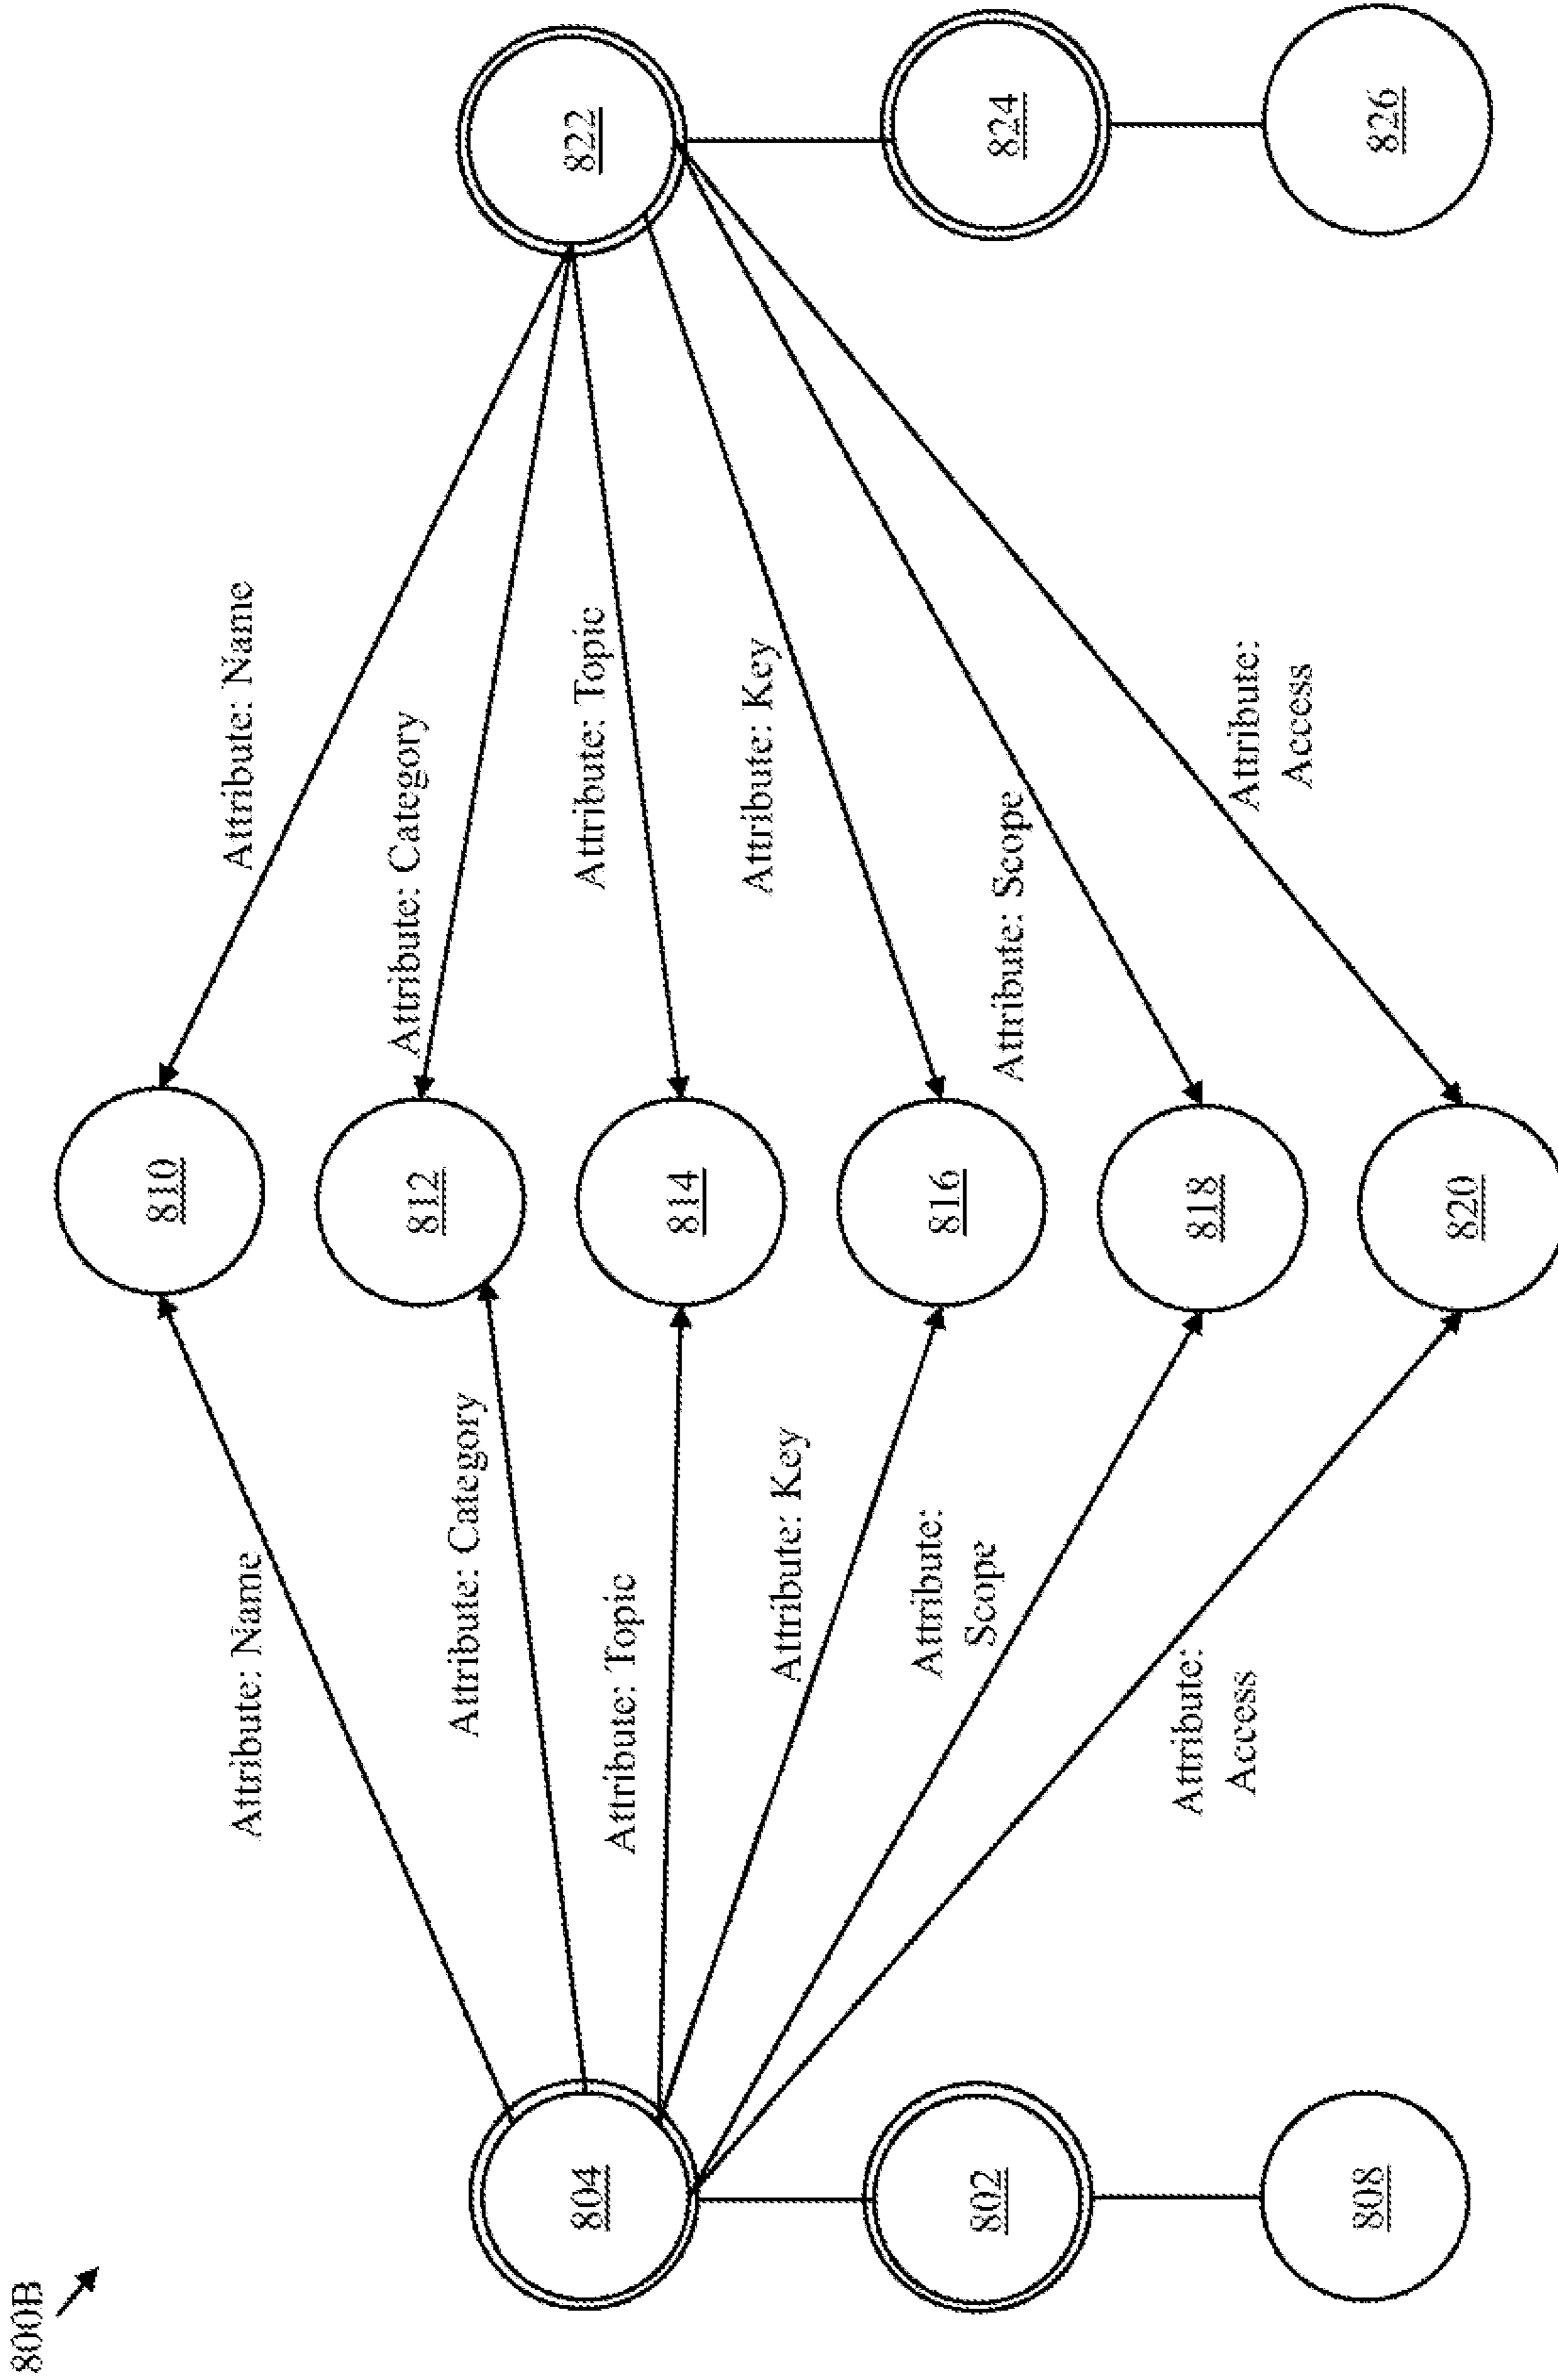 800B
810
Attribute: Name
Attribute: Name
812
Attribute: Category
Attribute: Category
804
822
814
Attribute: Topic
Attribute: Topic
816
Attribute: Key
Attribute: Key
802
824
818
Attribute:
Scope
Attribute: Scope
820
Attribute:
Access
Attribute:
Access
808
826